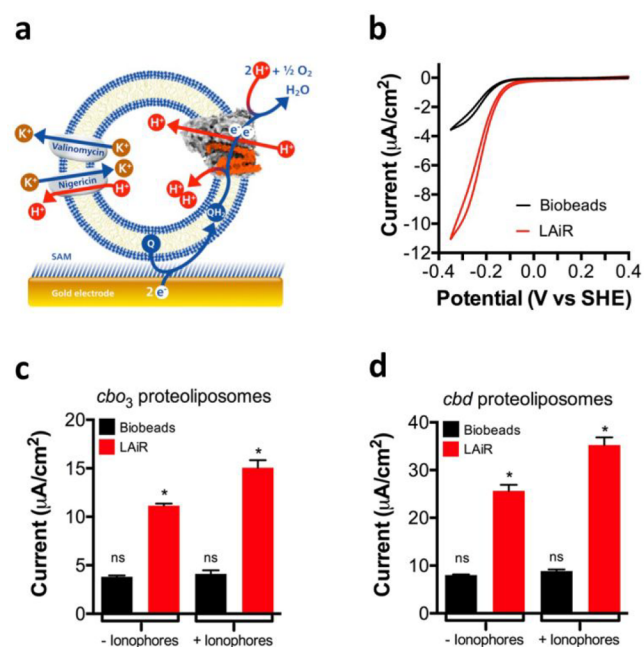 a
2 H⁺ + ½ O₂
H₂O
H⁺
e⁻ e⁻
H⁺
K⁺
K⁺
Valinomycin
K⁺
K⁺
Nigericin
H⁺
H⁺
H⁺
H⁺
QH₂
Q
SAM
Gold electrode
2 e⁻
b
Current (µA/cm²)
0
-2
-4
-6
-8
-10
-12
Biobeads
LAiR
-0.4 -0.2 0.0 0.2 0.4
Potential (V vs SHE)
c
cbo₃ proteoliposomes
Current (µA/cm²)
20
15
10
5
0
Biobeads
LAiR
ns
*
ns
*
- Ionophores + Ionophores
d
cbd proteoliposomes
Current (µA/cm²)
40
30
20
10
0
Biobeads
LAiR
ns
*
ns
*
- Ionophores + Ionophores